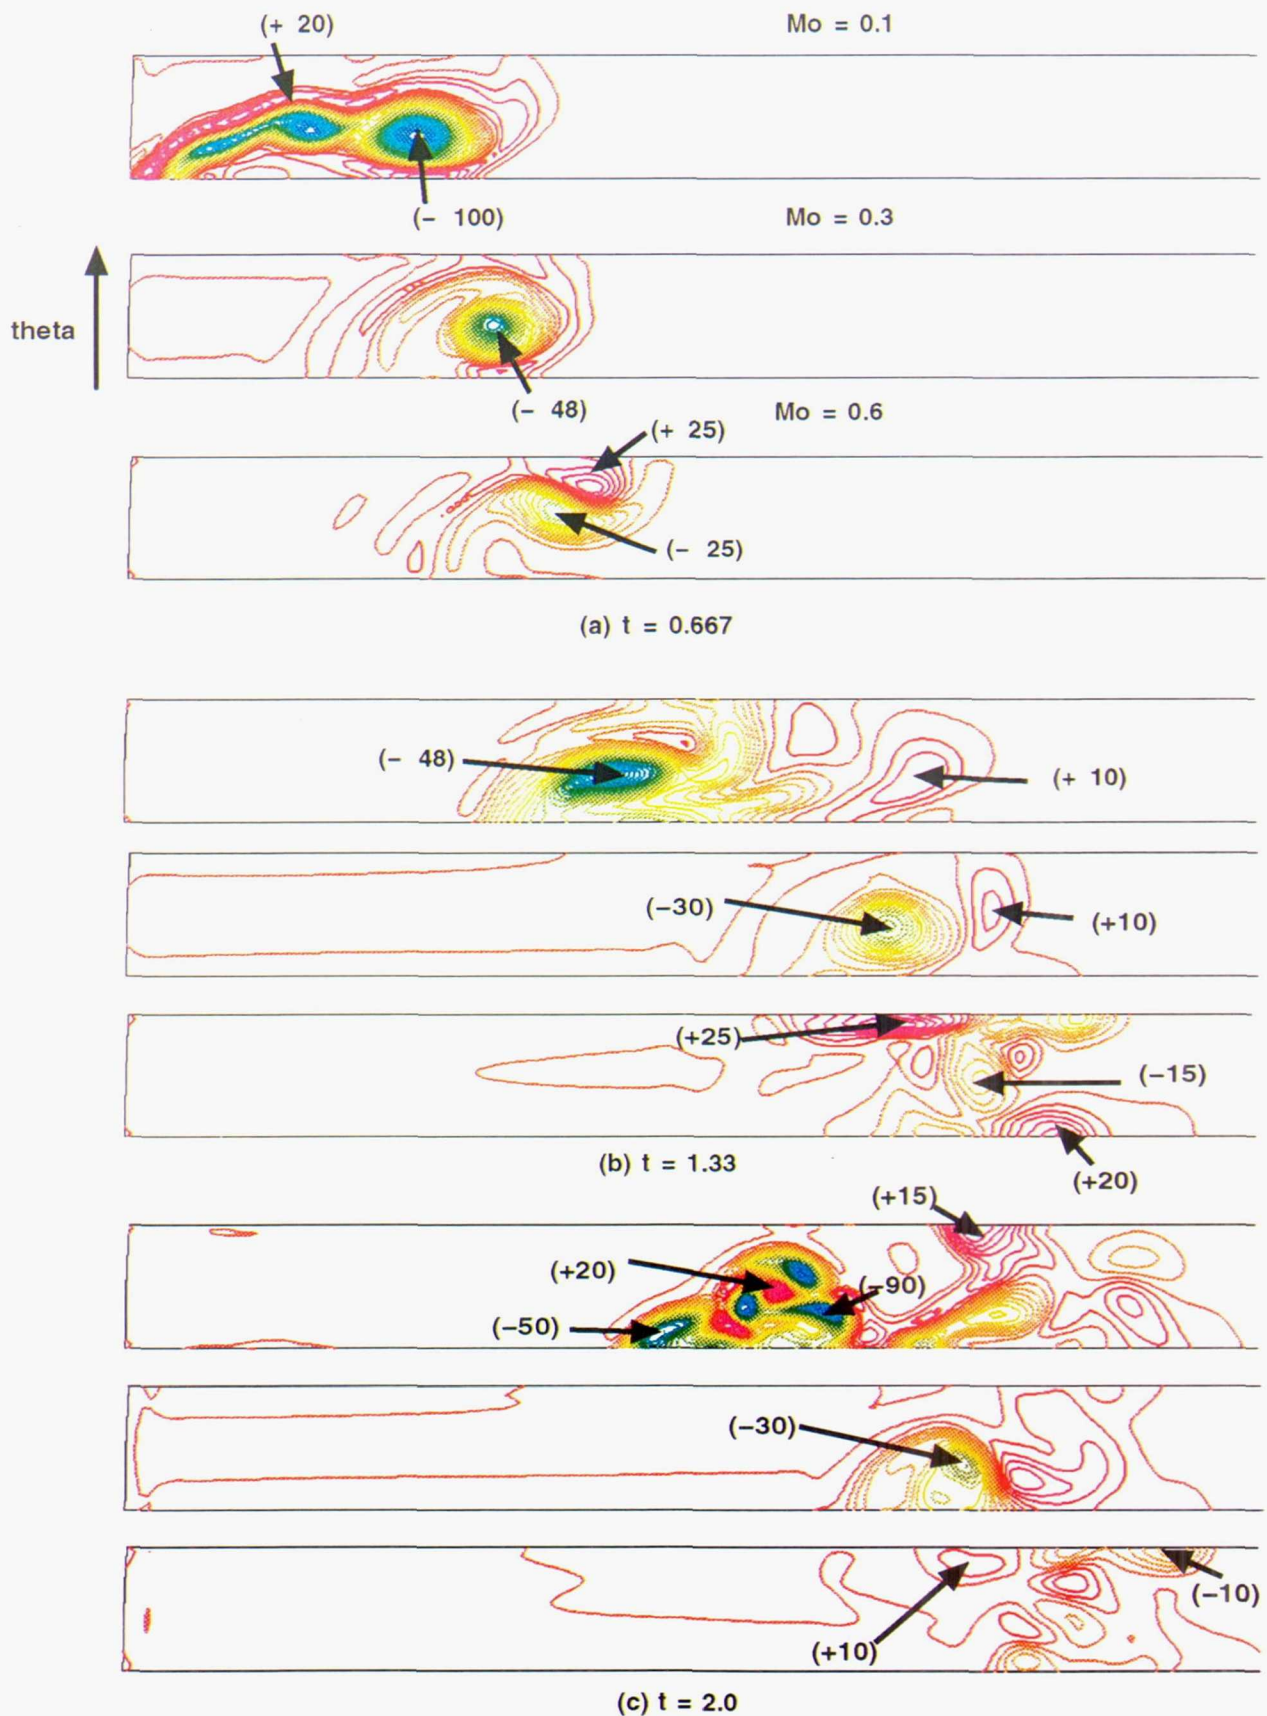 (+ 20)
Mo = 0.1
(- 100)
Mo = 0.3
theta
(- 48)
Mo = 0.6
(+ 25)
(- 25)
(a) t = 0.667
(- 48)
(+ 10)
(-30)
(+10)
(+25)
(-15)
(b) t = 1.33
(+20)
(+15)
(+20)
(-90)
(-50)
(-30)
(-10)
(+10)
(c) t = 2.0